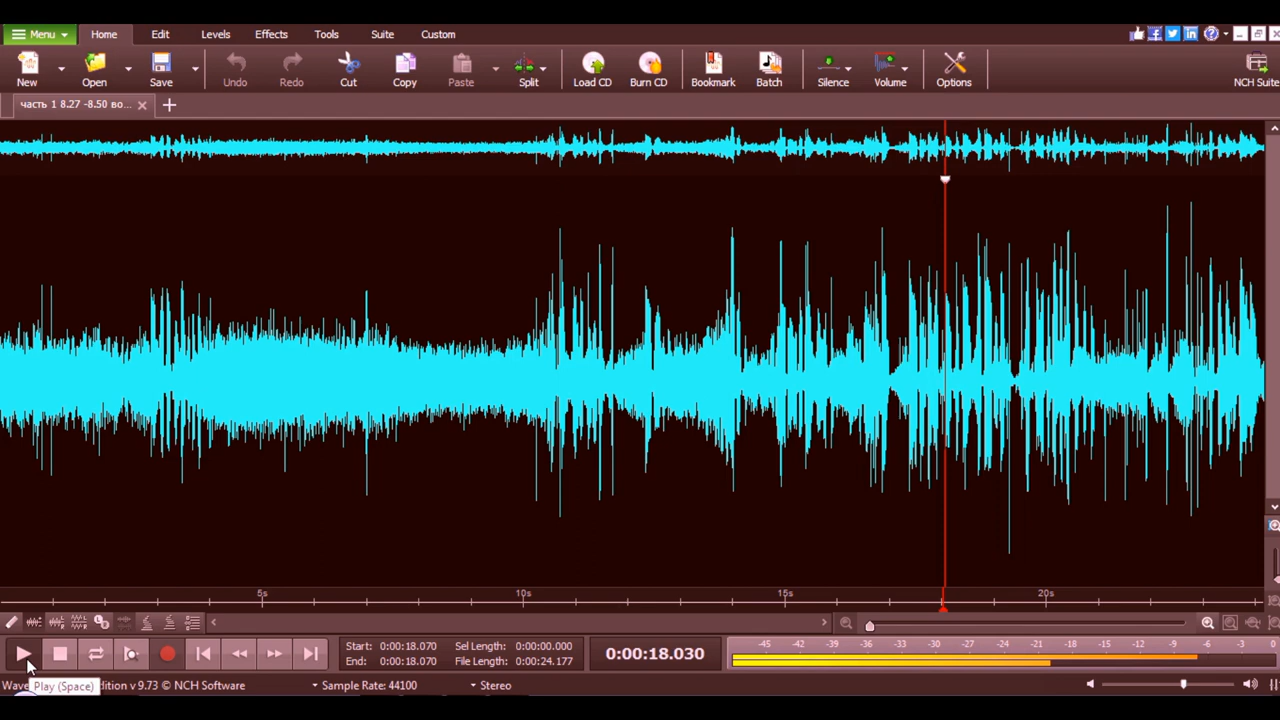 Menu Home Edit Levels Effects Tools Suite Custom
New Open Save Undo Redo Cut Copy Paste Split Load CD Burn CD Bookmark Batch Silence Volume Options NCH Suite
часть 1 8.27 -8.50 во...
5s 10s 15s 20s
Start: 0:00:18.070 Sel Length: 0:00:00.000
End: 0:00:18.070 File Length: 0:00:24.177
0:00:18.030
-45 -42 -39 -36 -33 -30 -27 -24 -21 -18 -15 -12 -9 -6 -3 0
Play (Space)
Wave dition v 9.73 © NCH Software Sample Rate: 44100 Stereo